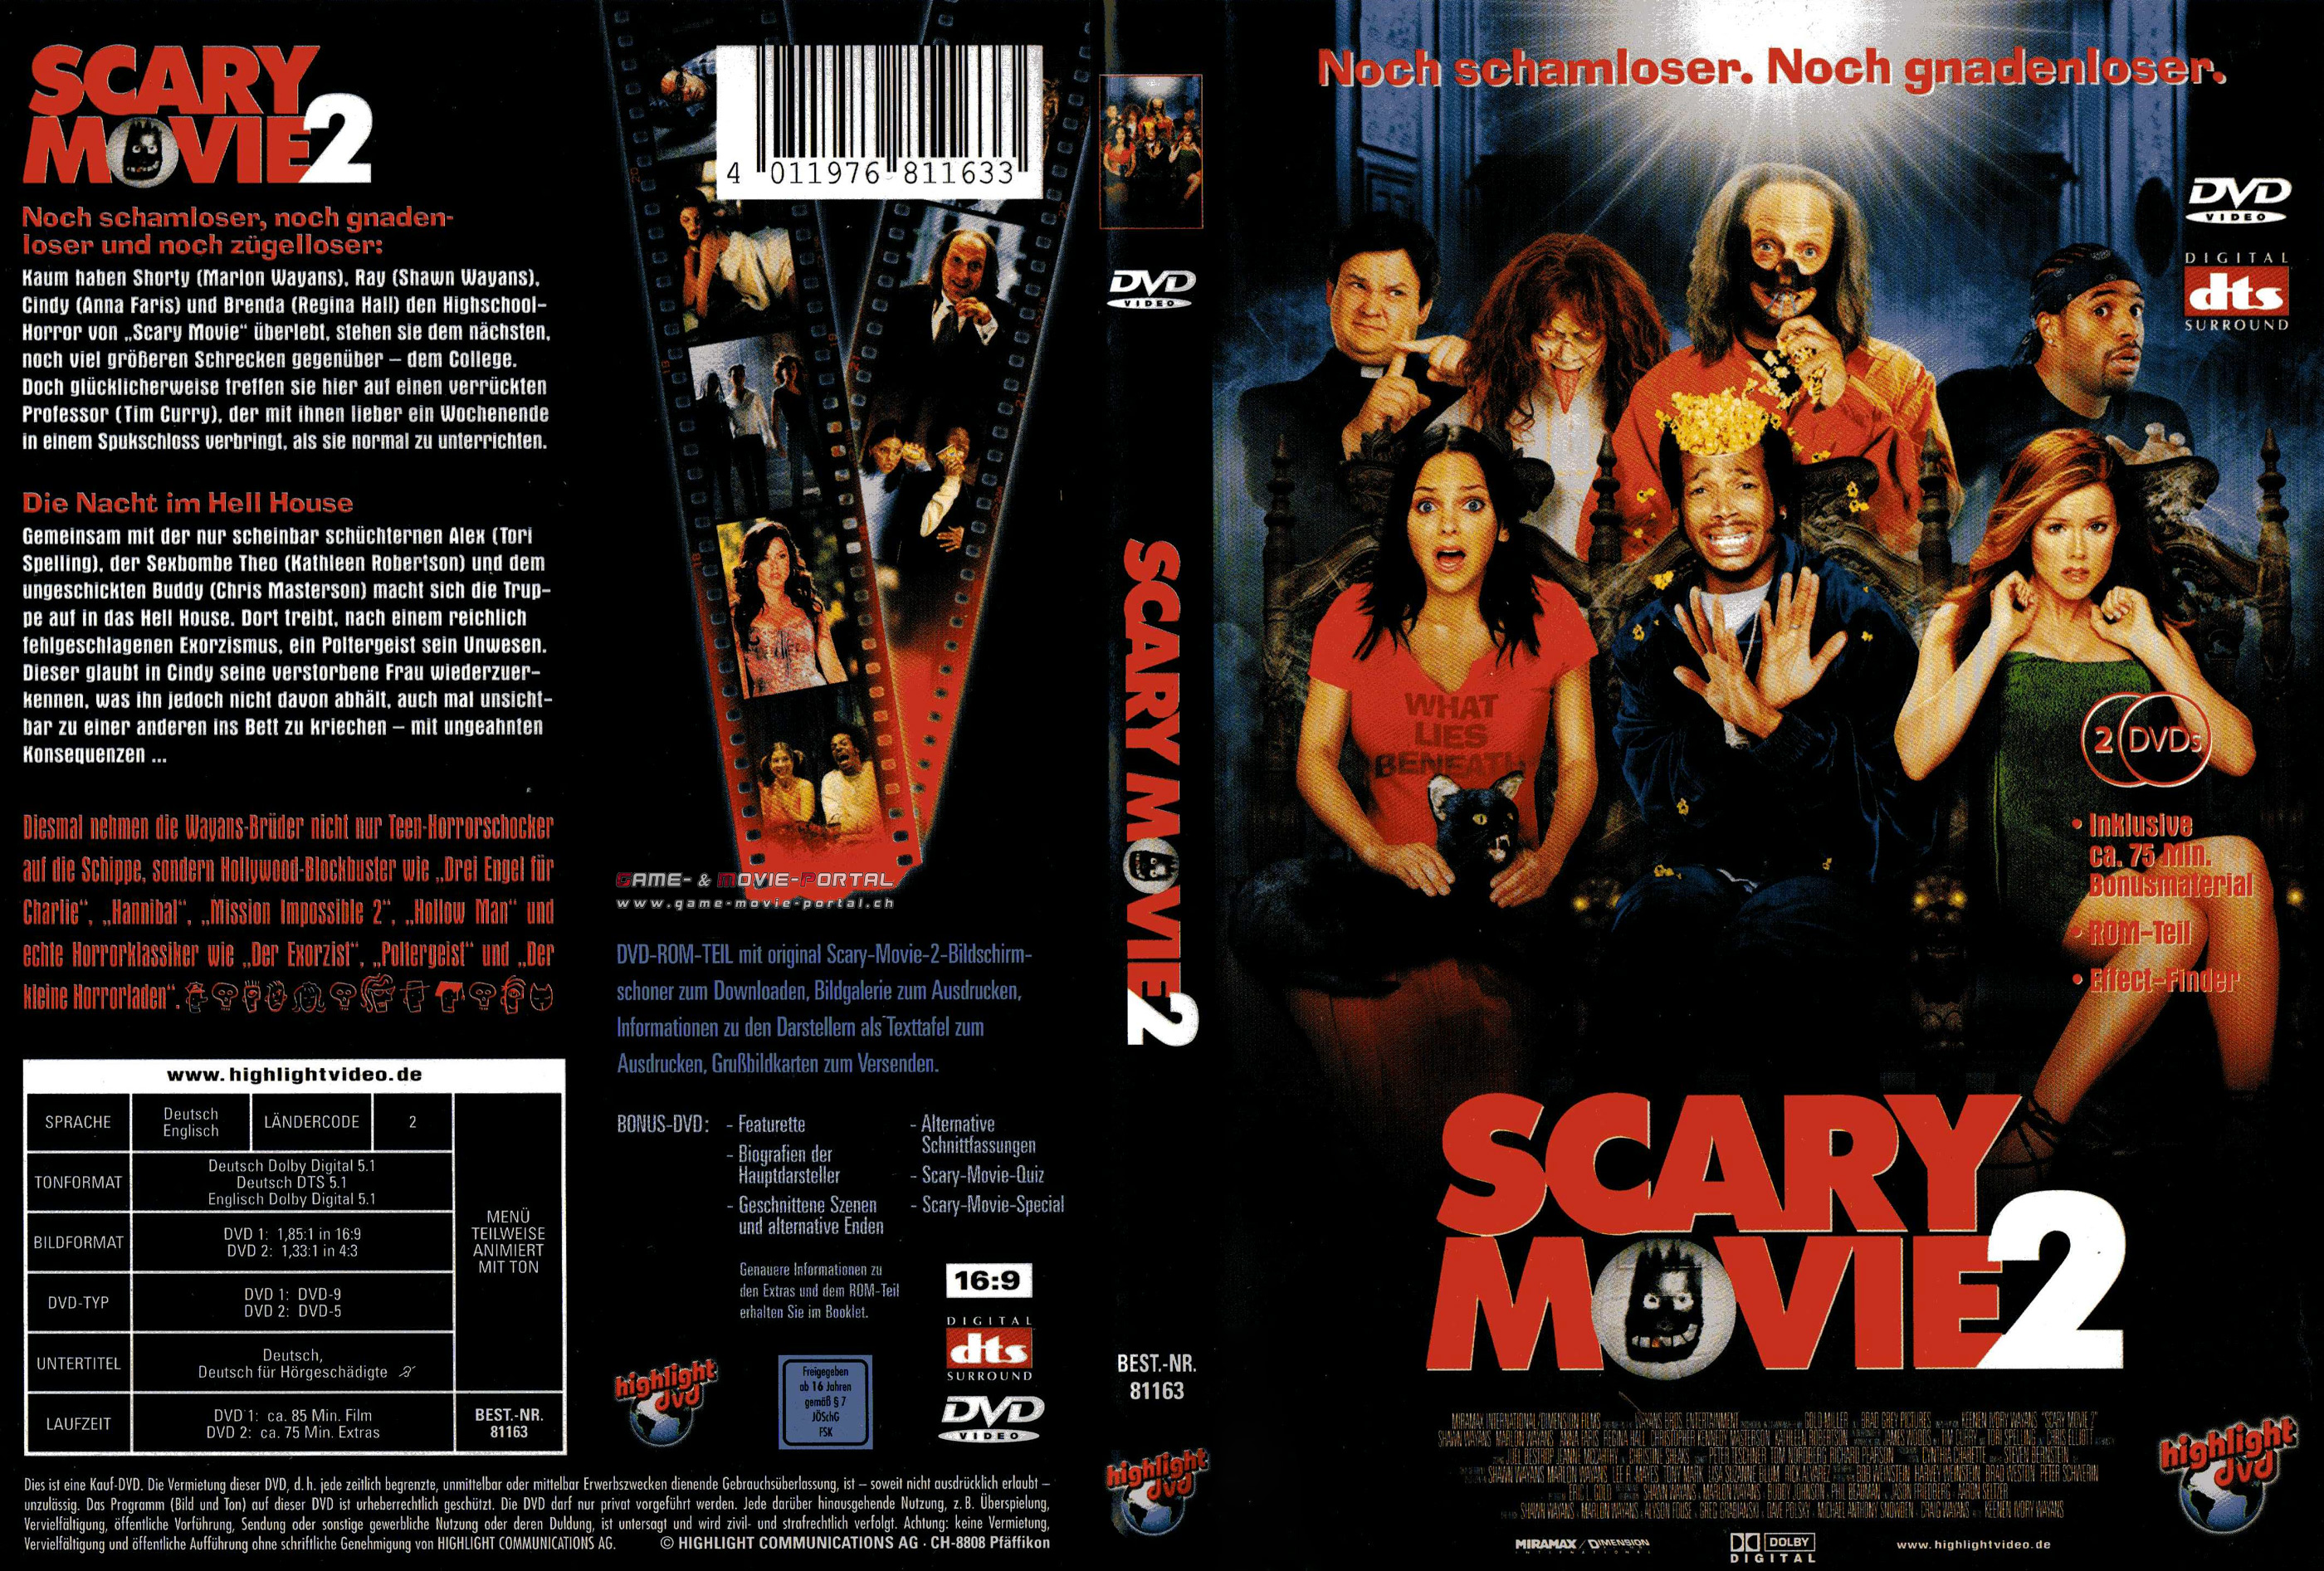 SCARY
MOVIE2
Noch schamloser, noch gnaden-
loser und noch zügelloser:
Kaum haben Shorty (Marlon Wayans), Ray (Shawn Wayans),
Cindy (Anna Faris) und Brenda (Regina Hall) den Highschool-
Horror von „Scary Movie“ überlebt, stehen sie dem nächsten,
noch viel größeren Schrecken gegenüber – dem College.
Doch glücklicherweise treffen sie hier auf einen verrückten
Professor (Tim Curry), der mit ihnen lieber ein Wochenende
in einem Spukschloss verbringt, als sie normal zu unterrichten.
Die Nacht im Hell House
Gemeinsam mit der nur scheinbar schüchternen Alex (Tori
Spelling), der Sexbombe Theo (Kathleen Robertson) und dem
ungeschickten Buddy (Chris Masterson) macht sich die Trup-
pe auf in das Hell House. Dort treibt, nach einem reichlich
fehlgeschlagenen Exorzismus, ein Poltergeist sein Unwesen.
Dieser glaubt in Cindy seine verstorbene Frau wiederzuer-
kennen, was ihn jedoch nicht davon abhält, auch mal unsicht-
bar zu einer anderen ins Bett zu kriechen – mit ungeahnten
Konsequenzen ...
Diesmal nehmen die Wayans-Brüder nicht nur Teen-Horrorschocker
auf die Schippe, sondern Hollywood-Blockbuster wie „Drei Engel für
Charlie“, „Hannibal“, „Mission Impossible 2“, „Hollow Man“ und
echte Horrorklassiker wie „Der Exorzist“, „Poltergeist“ und „Der
kleine Horrorladen“.
www.highlightvideo.de
SPRACHE
Deutsch
Englisch
LÄNDERCODE
2
TONFORMAT
Deutsch Dolby Digital 5.1
Deutsch DTS 5.1
Englisch Dolby Digital 5.1
BILDFORMAT
DVD 1: 1,85:1 in 16:9
DVD 2: 1,33:1 in 4:3
DVD-TYP
DVD 1: DVD-9
DVD 2: DVD-5
UNTERTITEL
Deutsch,
Deutsch für Hörgeschädigte
LAUFZEIT
DVD 1: ca. 85 Min. Film
DVD 2: ca. 75 Min. Extras
MENÜ
TEILWEISE
ANIMIERT
MIT TON
BEST.-NR.
81163
Dies ist eine Kauf-DVD. Die Vermietung dieser DVD, d. h. jede zeitlich begrenzte, unmittelbar oder mittelbar Erwerbszwecken dienende Gebrauchsüberlassung, ist – soweit nicht ausdrücklich erlaubt –
unzulässig. Das Programm (Bild und Ton) auf dieser DVD ist urheberrechtlich geschützt. Die DVD darf nur privat vorgeführt werden. Jede darüber hinausgehende Nutzung, z. B. Überspielung,
Vervielfältigung, öffentliche Vorführung, Sendung oder sonstige gewerbliche Nutzung oder deren Duldung, ist untersagt und wird zivil- und strafrechtlich verfolgt. Achtung: keine Vermietung,
Vervielfältigung und öffentliche Aufführung ohne schriftliche Genehmigung von HIGHLIGHT COMMUNICATIONS AG.
© HIGHLIGHT COMMUNICATIONS AG · CH-8808 Pfäffikon
4 011976 811633
GAME- & MOVIE-PORTAL
www.game-movie-portal.ch
DVD-ROM-TEIL mit original Scary-Movie-2-Bildschirm-
schoner zum Downloaden, Bildgalerie zum Ausdrucken,
Informationen zu den Darstellern als Texttafel zum
Ausdrucken, Grußbildkarten zum Versenden.
BONUS-DVD:
- Featurette
- Biografien der
Hauptdarsteller
- Geschnittene Szenen
und alternative Enden
- Alternative
Schnittfassungen
- Scary-Movie-Quiz
- Scary-Movie-Special
Genauere Informationen zu
den Extras und dem ROM-Teil
erhalten Sie im Booklet.
16:9
DIGITAL
dts
SURROUND
DVD
VIDEO
highlight
dvd
Freigegeben
ab 16 Jahren
gemäß § 7
JÖSchG
FSK
DVD
VIDEO
SCARY MOVIE2
BEST.-NR.
81163
highlight
dvd
Noch schamloser. Noch gnadenloser.
DVD
VIDEO
DIGITAL
dts
SURROUND
WHAT
LIES
BENEATH
2 DVDs
• Inklusive
ca. 75 Min.
Bonusmaterial
• ROM-Teil
• Effect-Finder
SCARY
MOVIE2
highlight
dvd
MIRAMAX / DIMENSION
DOLBY
DIGITAL
www.highlightvideo.de